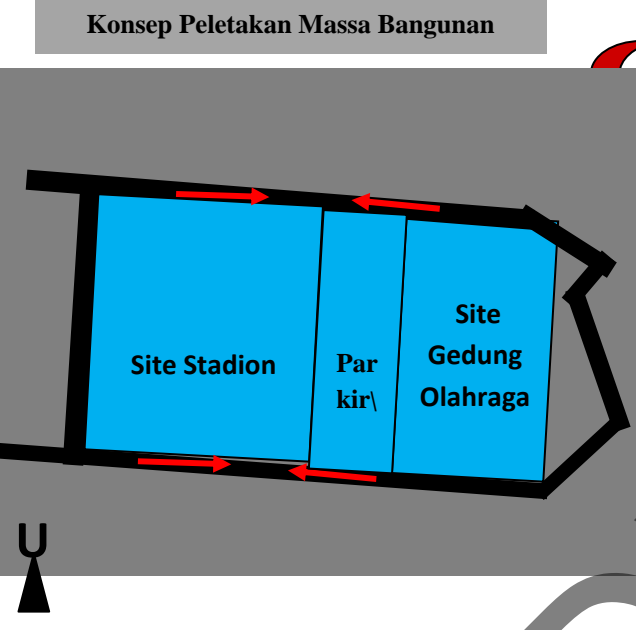 Konsep Peletakan Massa Bangunan
Site Stadion
Par
kir\
Site
Gedung
Olahraga
U